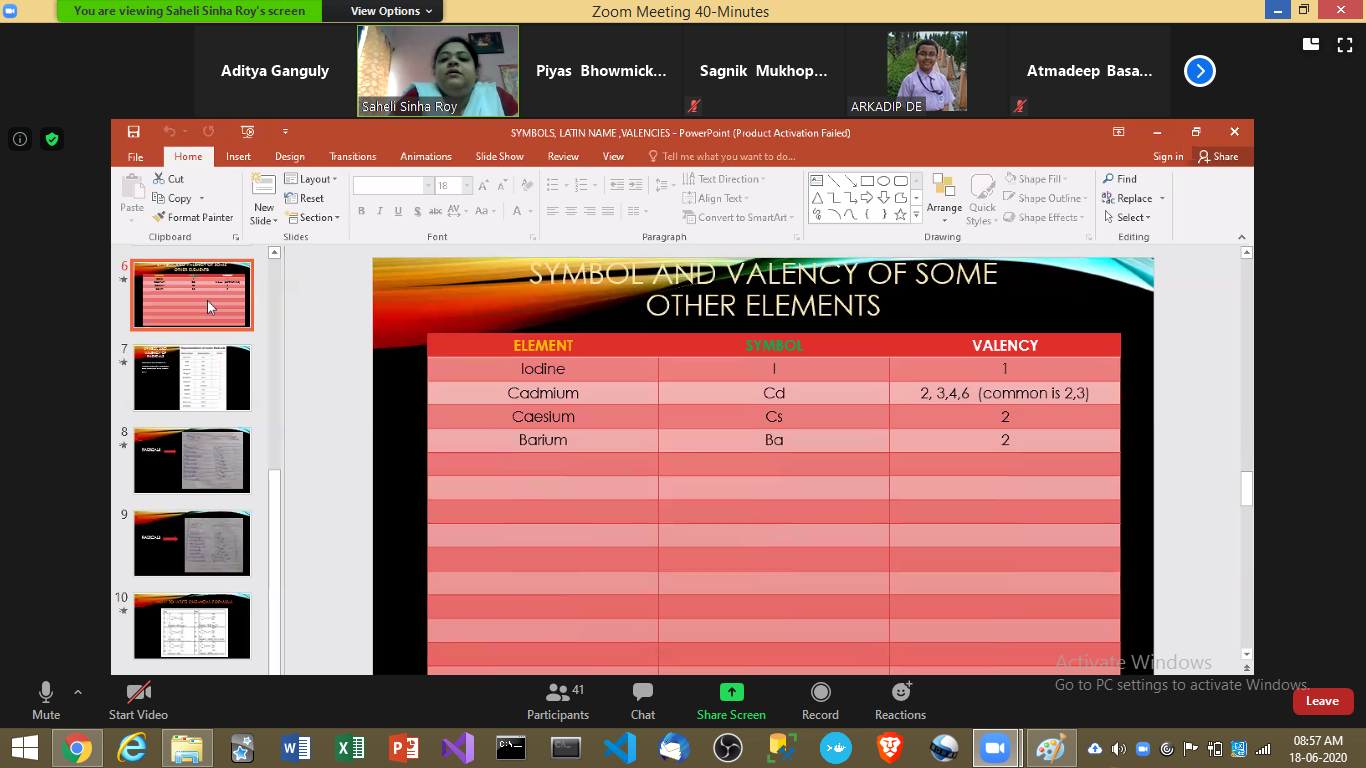 You are viewing Saheli Sinha Roy's screen
View Options
Zoom Meeting 40-Minutes
Aditya Ganguly
Saheli Sinha Roy
Piyas Bhowmick...
Sagnik Mukhop...
ARKADIP DE
Atmadeep Basa...
SYMBOLS, LATIN NAME ,VALENCIES - PowerPoint (Product Activation Failed)
File
Home
Insert
Design
Transitions
Animations
Slide Show
Review
View
Tell me what you want to do...
Sign in
Share
Paste
Cut
Copy
Format Painter
Clipboard
New Slide
Layout
Reset
Section
Slides
18
B I U S abc AV Aa A
Font
Text Direction
Align Text
Convert to SmartArt
Paragraph
Arrange
Quick Styles
Shape Fill
Shape Outline
Shape Effects
Drawing
Find
Replace
Select
Editing
6
7
8
RADICALS
9
RADICALS
10
SYMBOL AND VALENCY OF SOME
OTHER ELEMENTS
ELEMENT SYMBOL VALENCY
Iodine I 1
Cadmium Cd 2, 3,4,6 (common is 2,3)
Caesium Cs 2
Barium Ba 2
Activate Windows
Go to PC settings to activate Windows.
Mute
Start Video
41
Participants
Chat
Share Screen
Record
Reactions
Leave
08:57 AM
18-06-2020